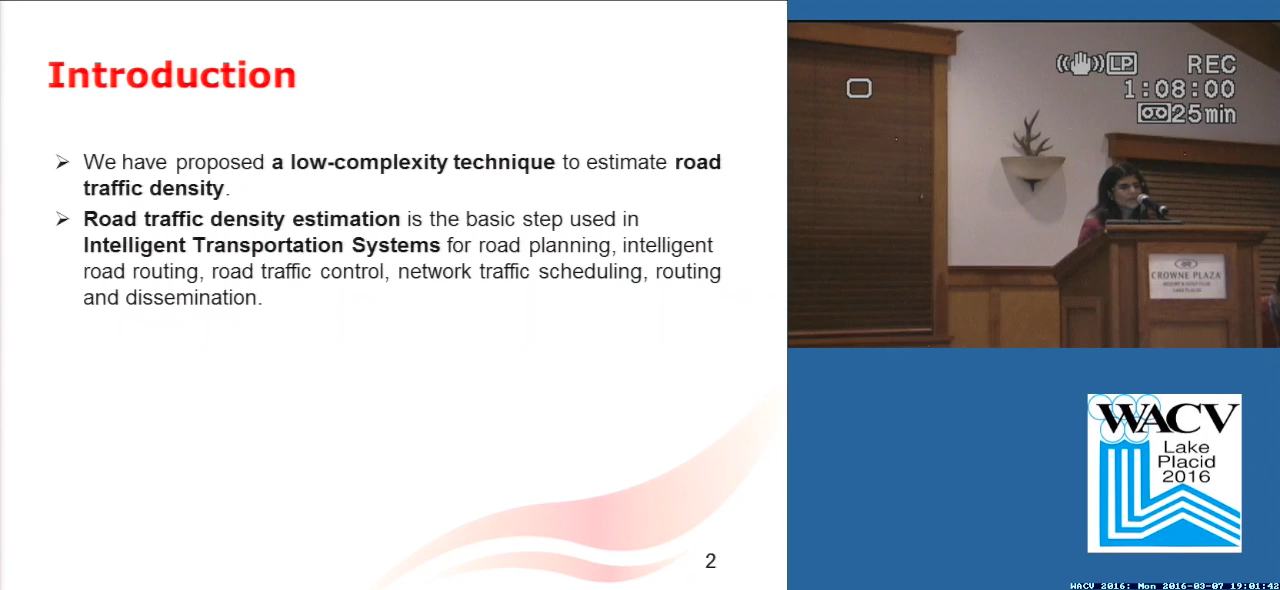 Introduction
We have proposed a low-complexity technique to estimate road
traffic density.
Road traffic density estimation is the basic step used in
Intelligent Transportation Systems for road planning, intelligent
road routing, road traffic control, network traffic scheduling, routing
and dissemination.
2
LP REC
1:08:00
25min
CROWNE PLAZA
LAKE PLACID
WACV
Lake
Placid
2016
WACV 2016: Mon 2016-03-07 19:01:42